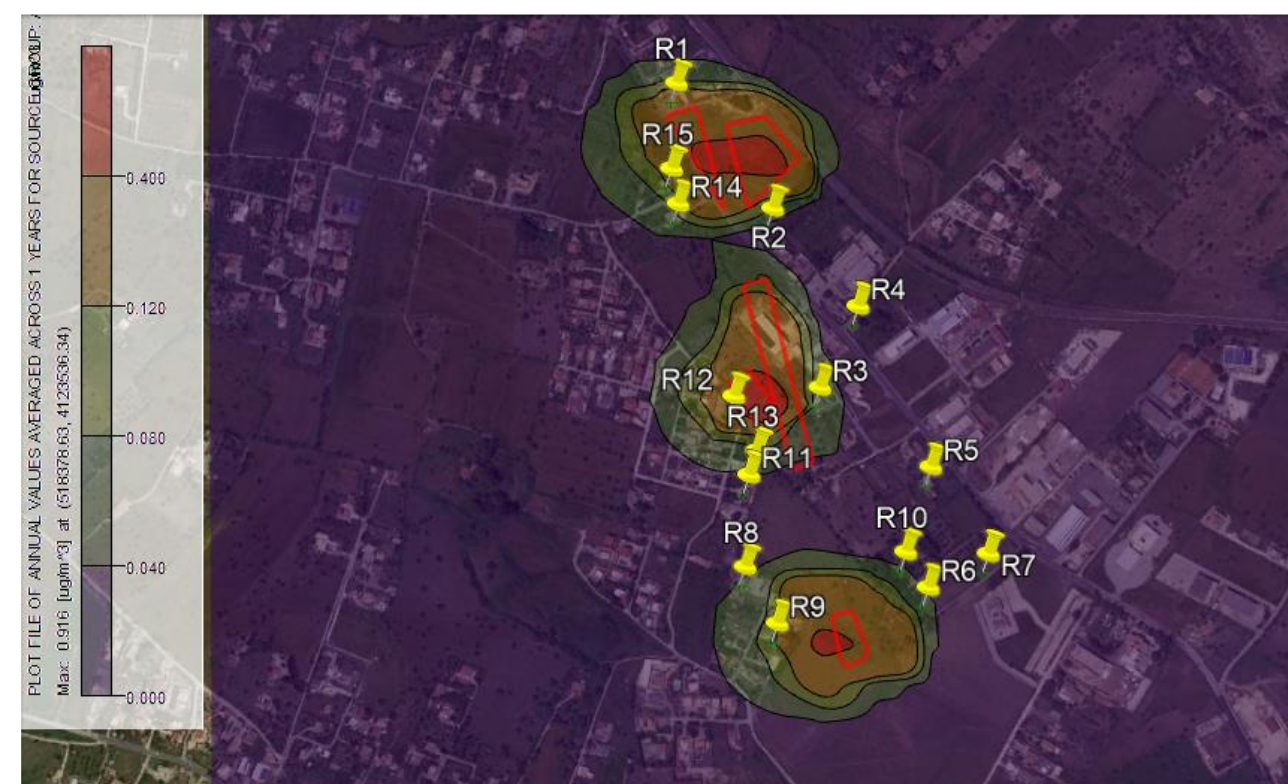 PLOT FILE OF ANNUAL VALUES AVERAGED ACROSS 1 YEARS FOR SOURCE GROUP:
Max: 0.916 [ug/m^3] at (518378.63, 4123536.34)
0.400
0.120
0.080
0.040
0.000
R1
R15
R14
R2
R4
R3
R12
R13
R11
R5
R10
R8
R7
R6
R9